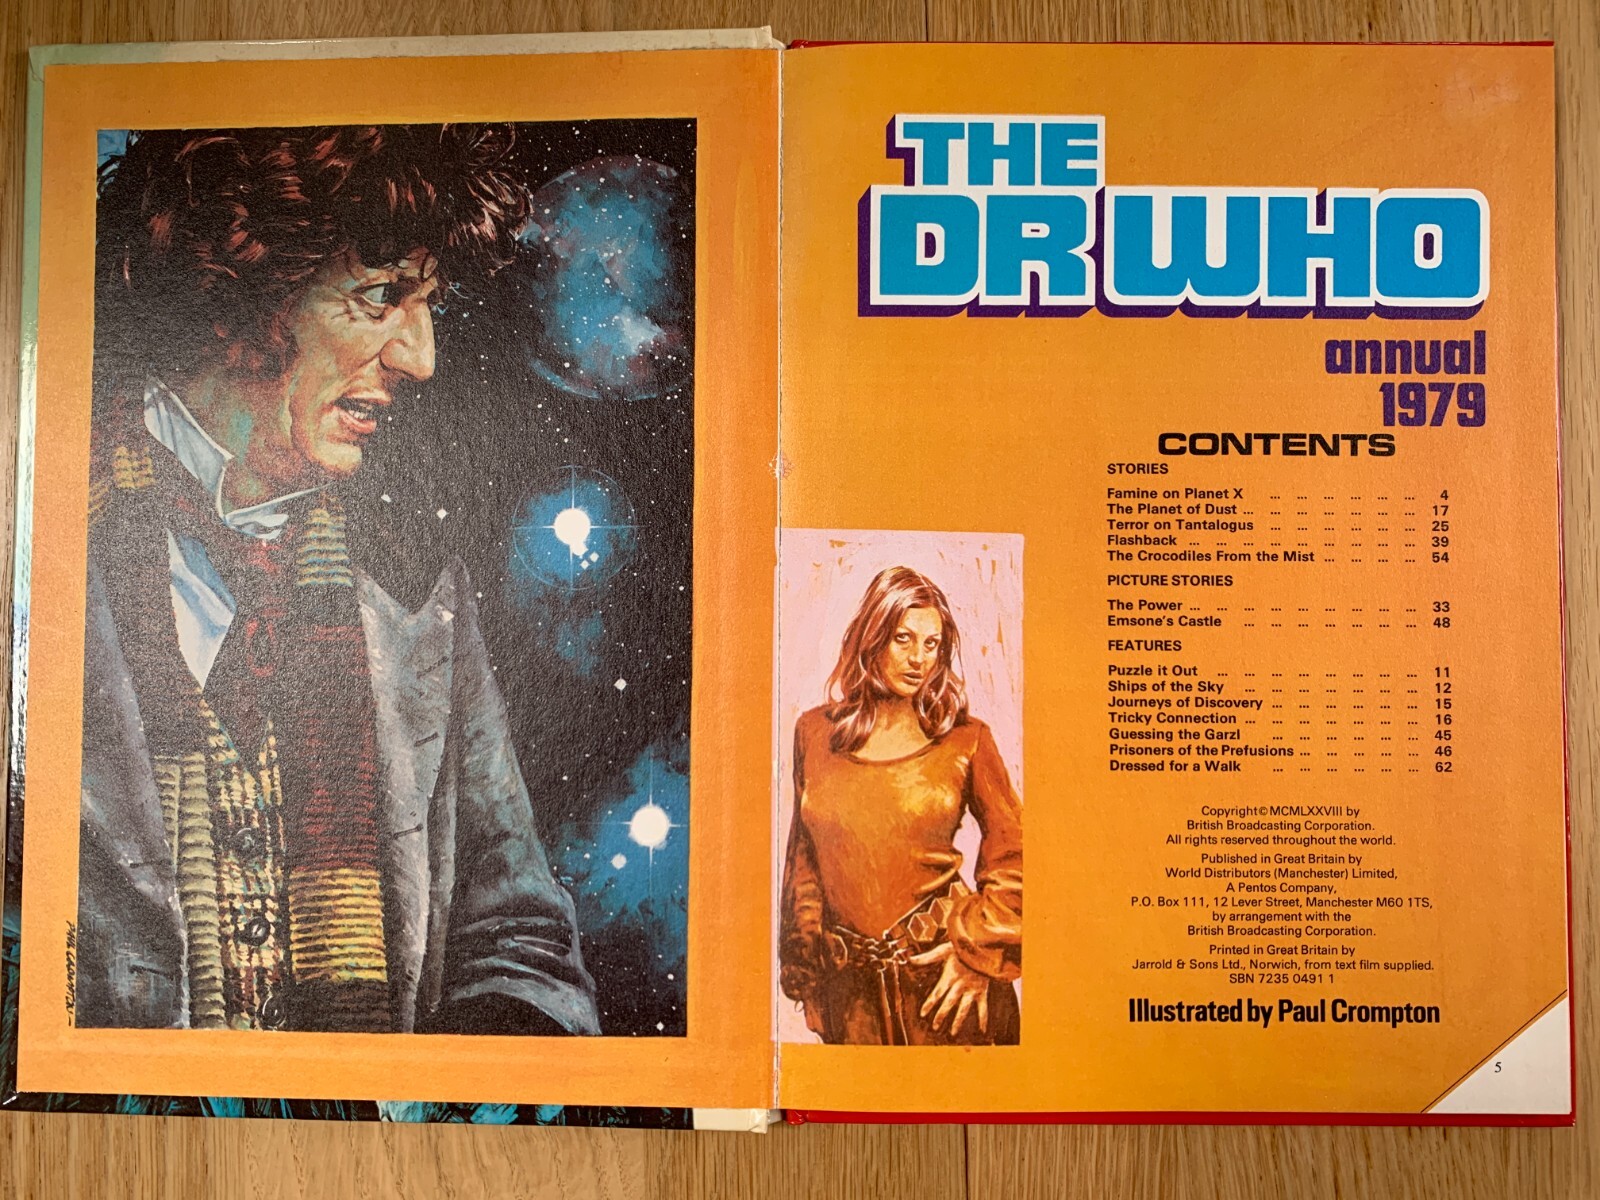 THE
DR WHO
annual
1979
CONTENTS
STORIES
Famine on Planet X ... ... ... ... ... ... 4
The Planet of Dust ... ... ... ... ... ... ... 17
Terror on Tantalogus ... ... ... ... ... ... 25
Flashback ... ... ... ... ... ... ... ... ... 39
The Crocodiles From the Mist ... ... ... ... 54
PICTURE STORIES
The Power ... ... ... ... ... ... ... ... ... 33
Emsone's Castle ... ... ... ... ... ... ... 48
FEATURES
Puzzle it Out ... ... ... ... ... ... ... ... 11
Ships of the Sky ... ... ... ... ... ... ... 12
Journeys of Discovery ... ... ... ... ... ... 15
Tricky Connection ... ... ... ... ... ... ... 16
Guessing the Garzl ... ... ... ... ... ... 45
Prisoners of the Prefusions ... ... ... ... ... 46
Dressed for a Walk ... ... ... ... ... ... 62
Copyright © MCMLXXVIII by
British Broadcasting Corporation.
All rights reserved throughout the world.
Published in Great Britain by
World Distributors (Manchester) Limited,
A Pentos Company,
P.O. Box 111, 12 Lever Street, Manchester M60 1TS,
by arrangement with the
British Broadcasting Corporation.
Printed in Great Britain by
Jarrold & Sons Ltd., Norwich, from text film supplied.
SBN 7235 0491 1
Illustrated by Paul Crompton
5